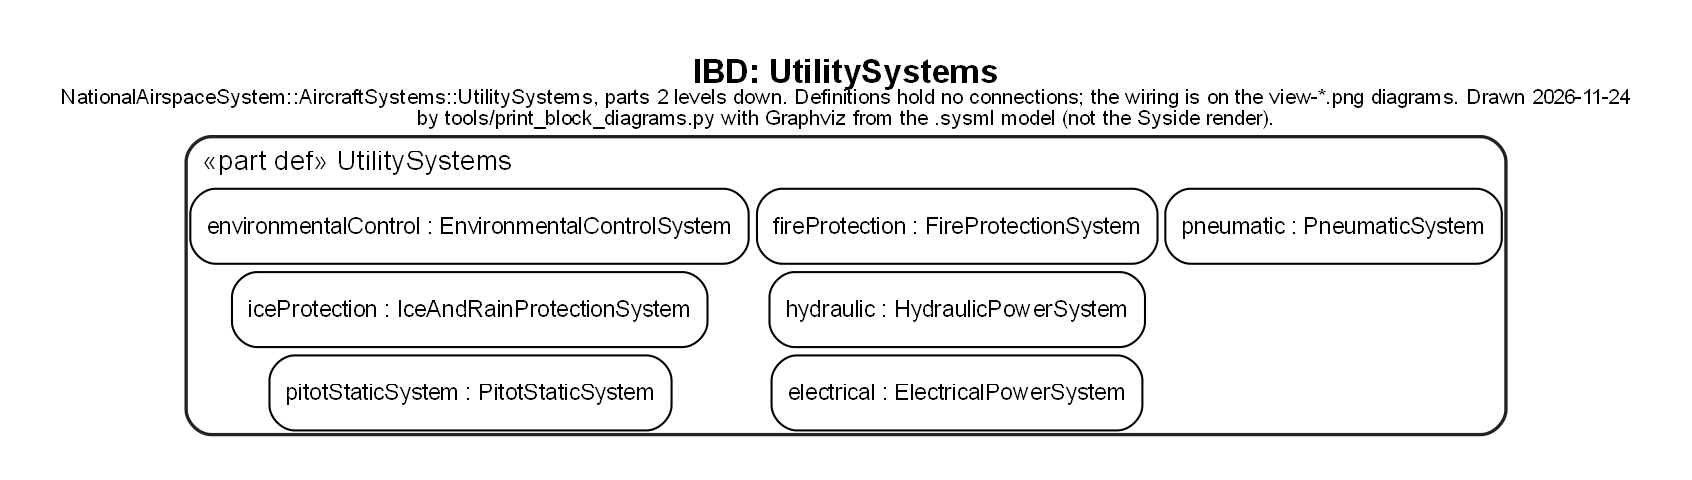 IBD: UtilitySystems
NationalAirspaceSystem::AircraftSystems::UtilitySystems, parts 2 levels down. Definitions hold no connections; the wiring is on the view-*.png diagrams. Drawn 2026-11-24
by tools/print_block_diagrams.py with Graphviz from the .sysml model (not the Syside render).
«part def» UtilitySystems
environmentalControl : EnvironmentalControlSystem
fireProtection : FireProtectionSystem
pneumatic : PneumaticSystem
iceProtection : IceAndRainProtectionSystem
hydraulic : HydraulicPowerSystem
pitotStaticSystem : PitotStaticSystem
electrical : ElectricalPowerSystem